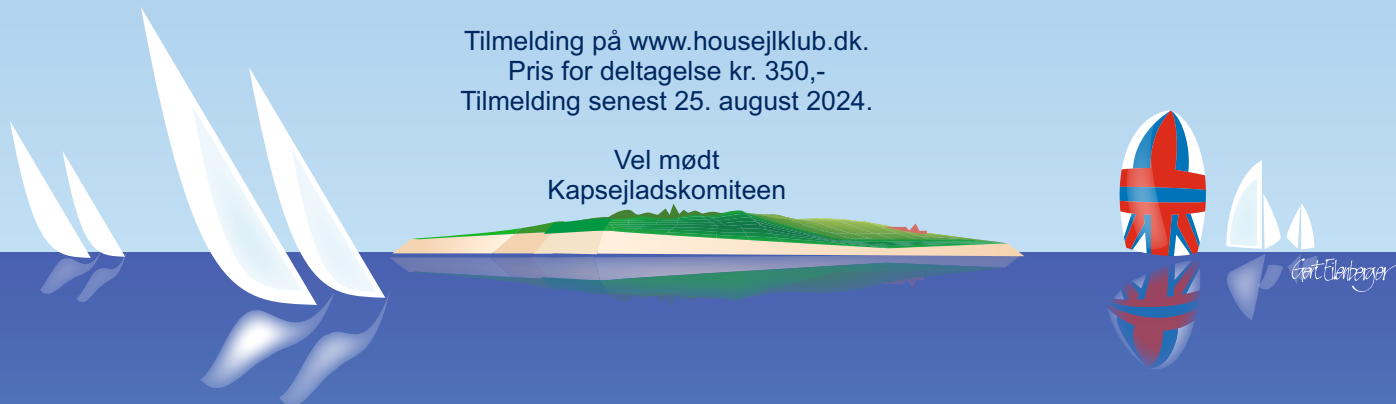 Tilmelding på www.housejlklub.dk.
Pris for deltagelse kr. 350,-
Tilmelding senest 25. august 2024.
Vel mødt
Kapsejladskomiteen
Gert Eilenberger